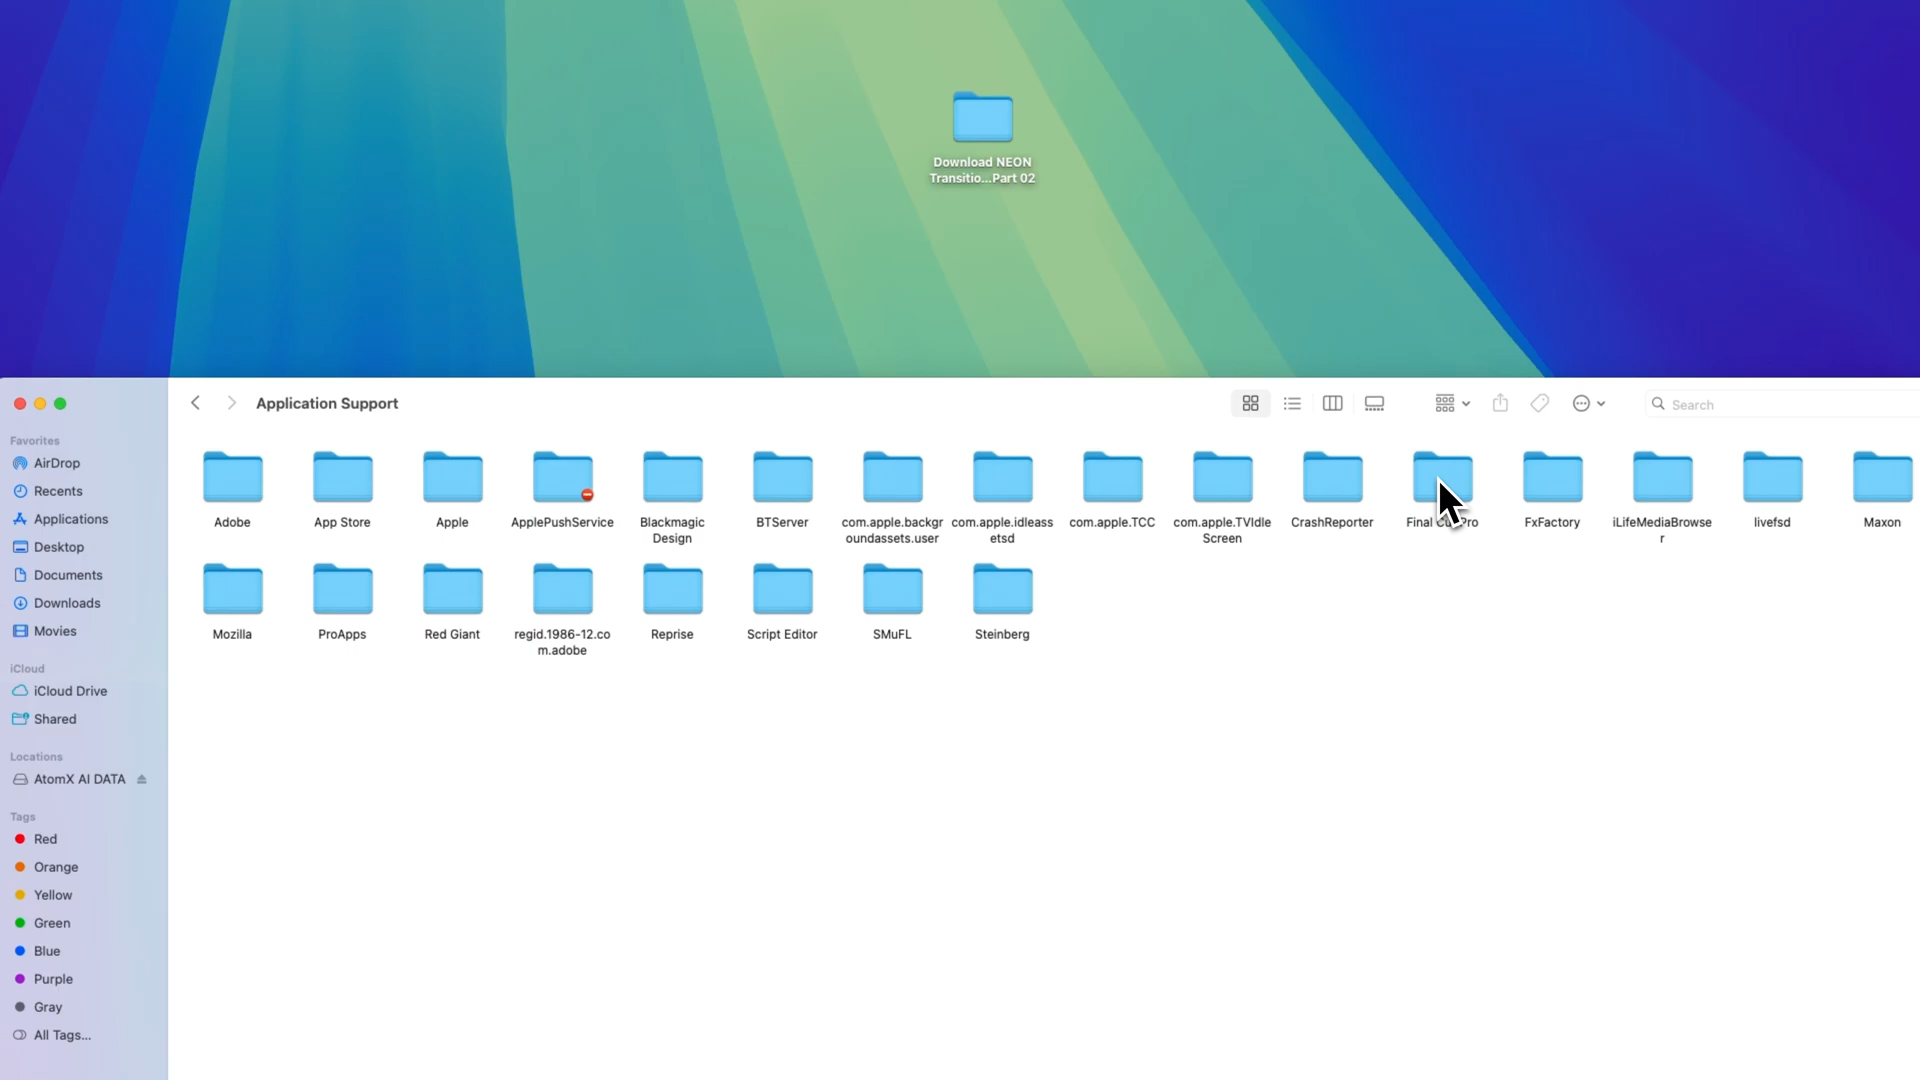 Download NEON
Transitio...Part 02
Application Support
Search
Favorites
AirDrop
Recents
Applications
Desktop
Documents
Downloads
Movies
iCloud
iCloud Drive
Shared
Locations
AtomX AI DATA
Tags
Red
Orange
Yellow
Green
Blue
Purple
Gray
All Tags...
Adobe
App Store
Apple
ApplePushService
Blackmagic
Design
BTServer
com.apple.backgr
oundassets.user
com.apple.idleass
etsd
com.apple.TCC
com.apple.TVIdle
Screen
CrashReporter
Final Cut Pro
FxFactory
iLifeMediaBrowse
r
livefsd
Maxon
Mozilla
ProApps
Red Giant
regid.1986-12.co
m.adobe
Reprise
Script Editor
SMuFL
Steinberg